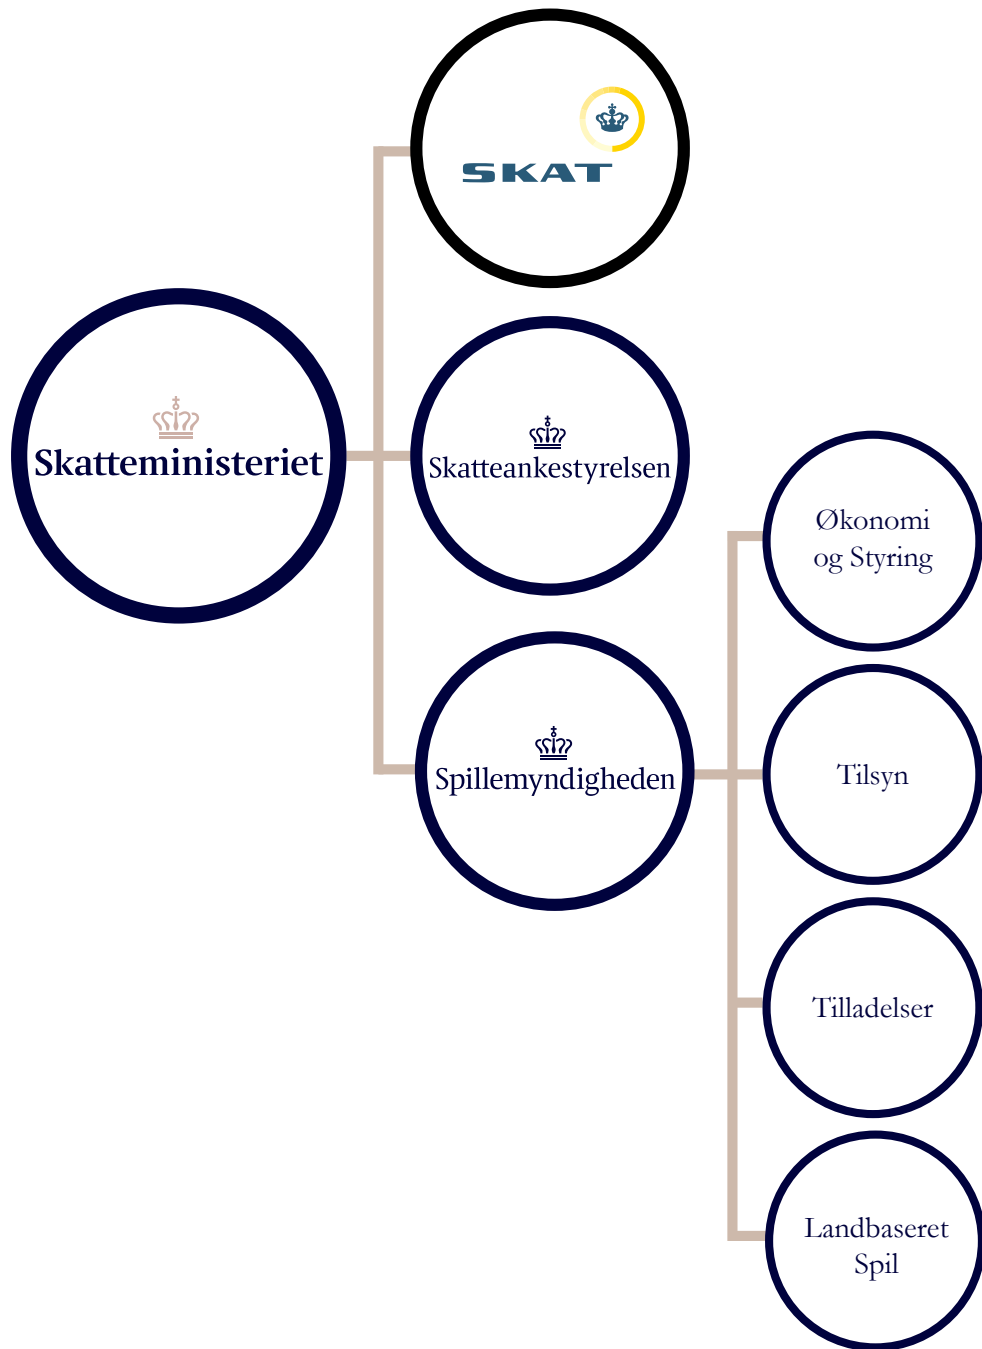 SKAT
Skatteministeriet
Skatteankestyrelsen
Spillemyndigheden
Økonomi
og Styring
Tilsyn
Tilladelser
Landbaseret
Spil